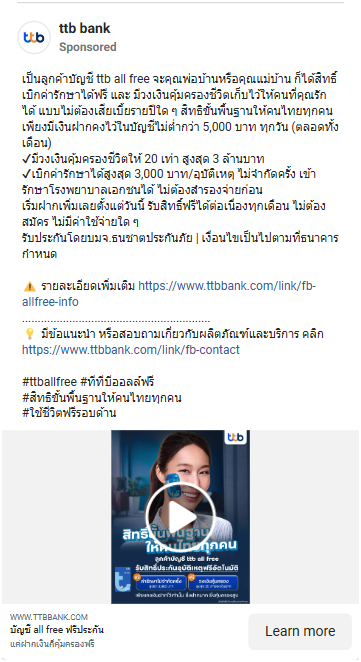 ttb bank
ttb
Sponsored
เป็นลูกค้าบัญชี ttb all free จะคุณพ่อบ้านหรือคุณแม่บ้าน ก็ได้สิทธิ์
เบิกค่ารักษาได้ฟรี และ มีวงเงินคุ้มครองชีวิตเก็บไว้ให้คนที่คุณรัก
ได้ แบบไม่ต้องเสียเบี้ยรายปีใด ๆ สิทธิขั้นพื้นฐานให้คนไทยทุกคน
เพียงมีเงินฝากคงไว้ในบัญชีไม่ต่ำกว่า 5,000 บาท ทุกวัน (ตลอดทั้ง
เดือน)
✓มีวงเงินคุ้มครองชีวิตให้ 20 เท่า สูงสุด 3 ล้านบาท
✓เบิกค่ารักษาได้สูงสุด 3,000 บาท/อุบัติเหตุ ไม่จำกัดครั้ง เข้า
รักษาโรงพยาบาลเอกชนได้ ไม่ต้องสำรองจ่ายก่อน
เริ่มฝากเพิ่มเลยตั้งแต่วันนี้ รับสิทธิ์ฟรีได้ต่อเนื่องทุกเดือน ไม่ต้อง
สมัคร ไม่มีค่าใช้จ่ายใด ๆ
รับประกันโดยบมจ.ธนชาตประกันภัย | เงื่อนไขเป็นไปตามที่ธนาคาร
กำหนด
⚠️ รายละเอียดเพิ่มเติม https://www.ttbbank.com/link/fb-
allfree-info
........................................................
💡 มีข้อแนะนำ หรือสอบถามเกี่ยวกับผลิตภัณฑ์และบริการ คลิก
https://www.ttbbank.com/link/fb-contact
#ttballfree #ทีทีบีออลล์ฟรี
#สิทธิขั้นพื้นฐานให้คนไทยทุกคน
#ใช้ชีวิตฟรีรอบด้าน
ttb
สิทธิขั้นพื้นฐาน
ให้คนไทยทุกคน
ลูกค้าบัญชี ttb all free
รับสิทธิ์ประกันอุบัติเหตุฟรีอัตโนมัติ
WWW.TTBBANK.COM
บัญชี all free ฟรีประกัน
แค่ฝากเงินก็คุ้มครองฟรี
Learn more